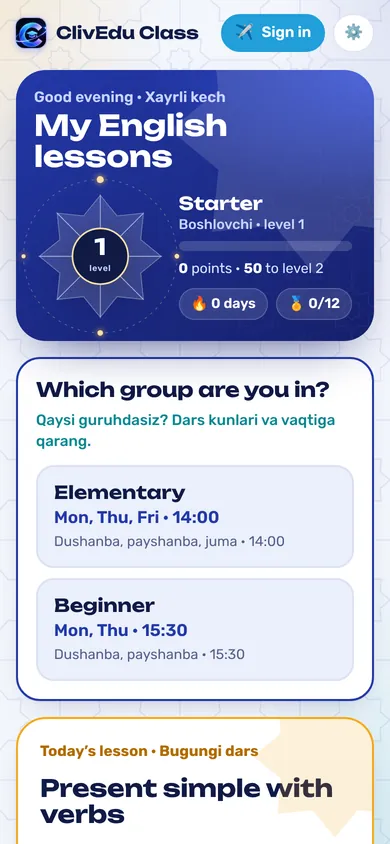 ClivEdu Class
✈️ Sign in
⚙️
Good evening • Xayrli kech
My English
lessons
1
level
Starter
Boshlovchi • level 1
0 points • 50 to level 2
🔥 0 days
🏅 0/12
Which group are you in?
Qaysi guruhdasiz? Dars kunlari va vaqtiga
qarang.
Elementary
Mon, Thu, Fri • 14:00
Dushanba, payshanba, juma • 14:00
Beginner
Mon, Thu • 15:30
Dushanba, payshanba • 15:30
Today’s lesson • Bugungi dars
Present simple with
verbs